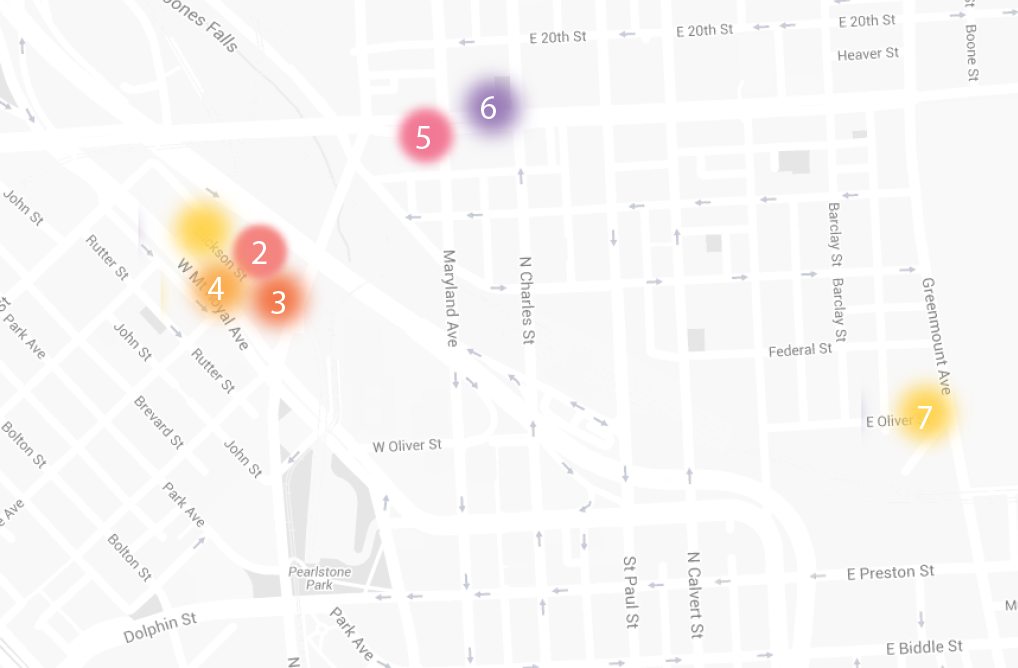 Jones Falls
E 20th St
E 20th St
E 20th St
Heaver St
Boone St
St
6
5
John St
Rutter St
2
4
3
W M
oyal Ave
kson St
Park Ave
John St
Rutter St
Brevard St
John St
Bolton St
Park Ave
Bolton St
e Ave
Maryland Ave
N Charles St
Barclay St
Barclay St
Greenmount Ave
Federal St
E Oliver
7
W Oliver St
Pearlstone
Park
St Paul St
N Calvert St
E Preston St
Dolphin St
Park Ave
N
M
E Biddle St